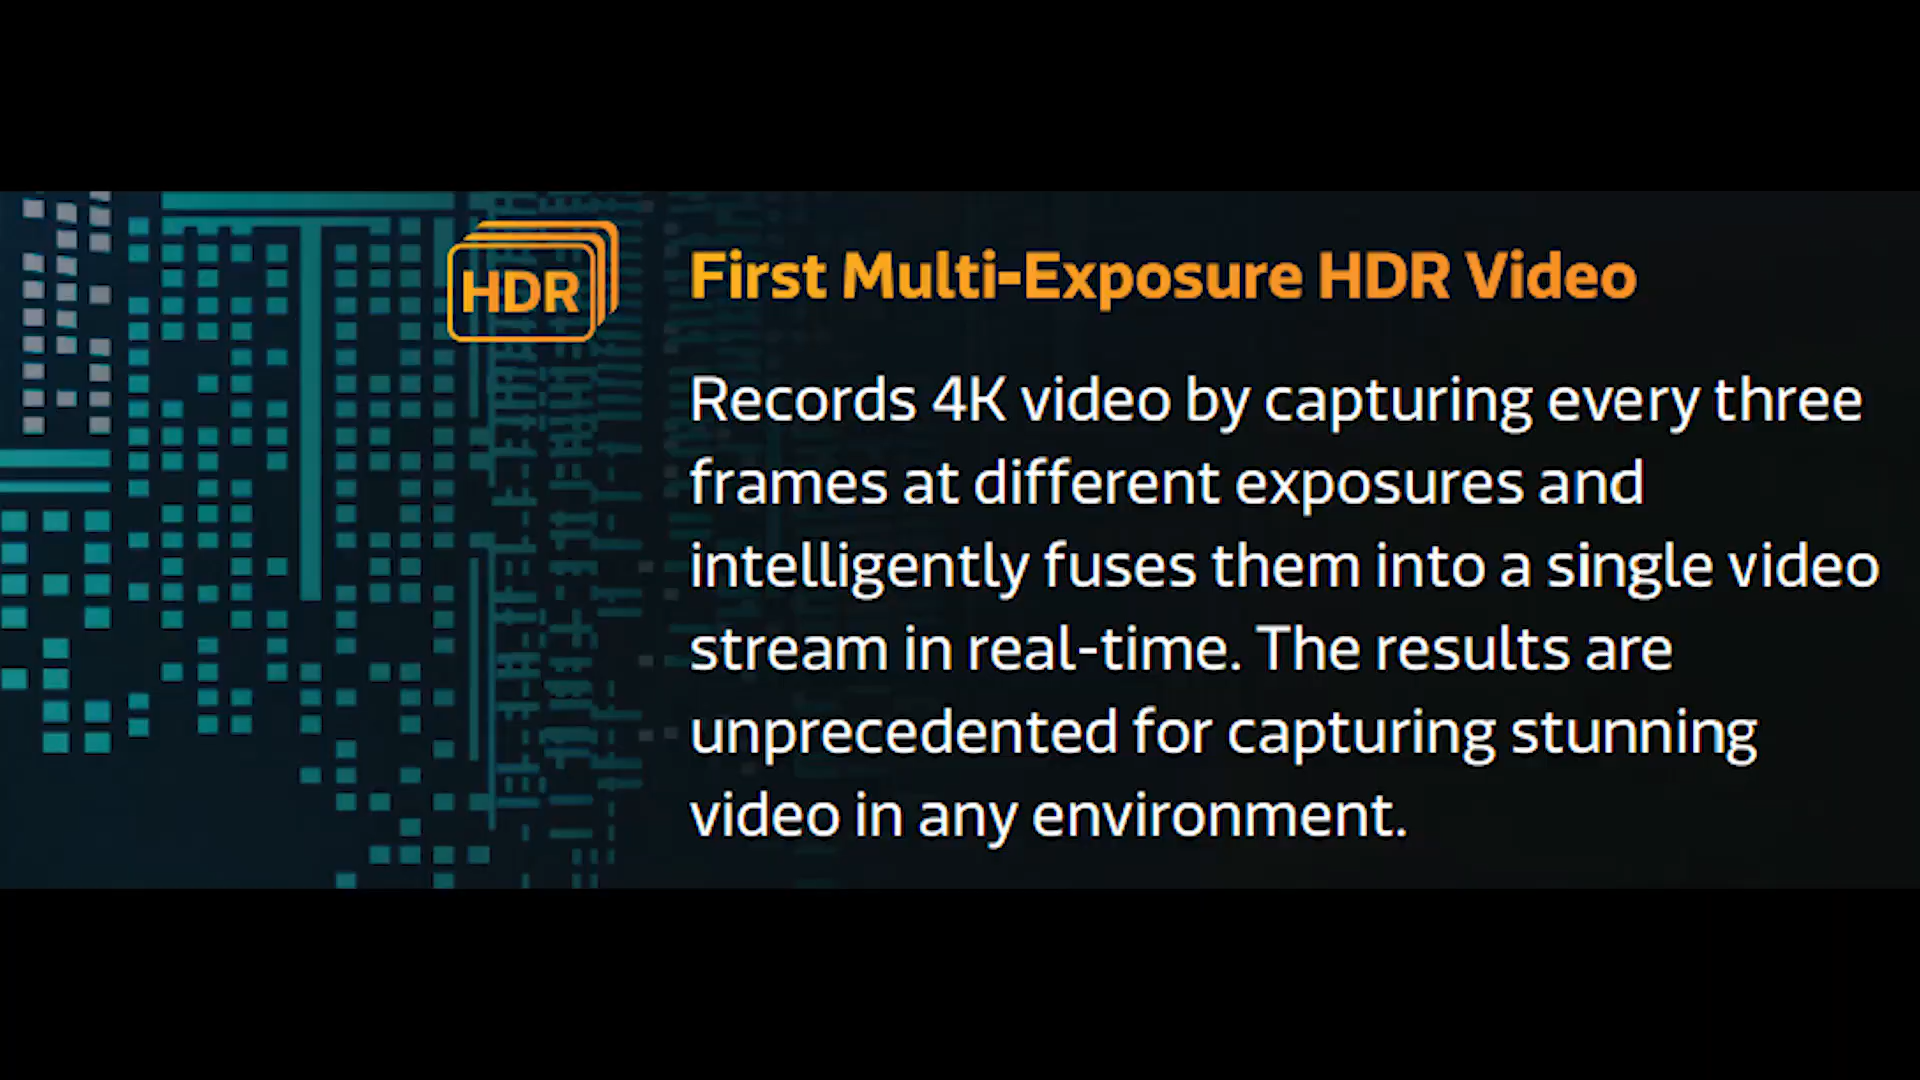 HDR
First Multi-Exposure HDR Video
Records 4K video by capturing every three
frames at different exposures and
intelligently fuses them into a single video
stream in real-time. The results are
unprecedented for capturing stunning
video in any environment.